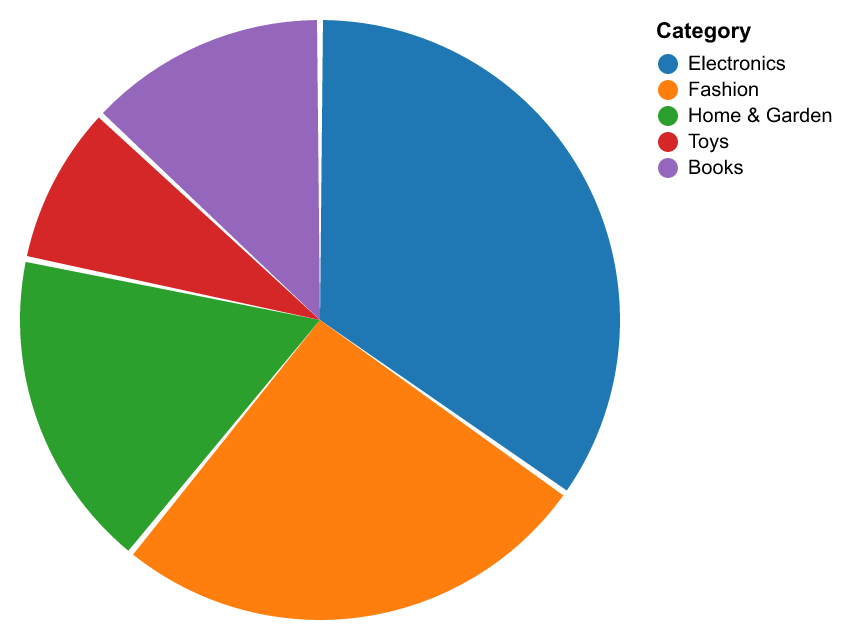 Category
Electronics
Fashion
Home & Garden
Toys
Books